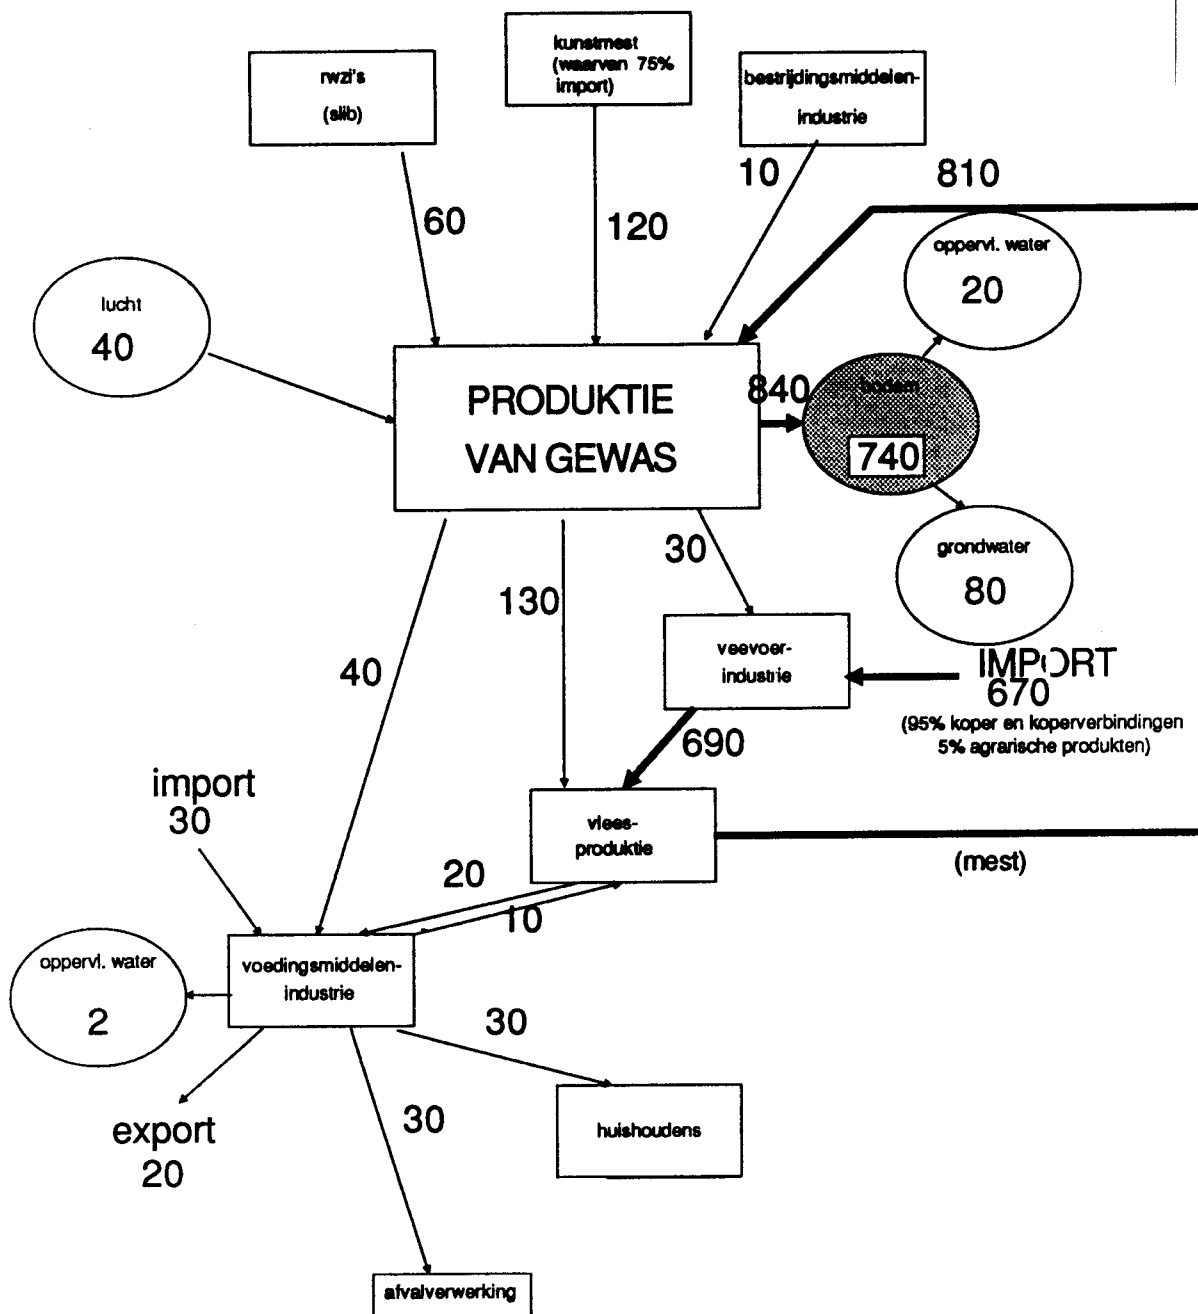 rwzi's
(slib)
kunstmest
(waarvan 75%
import)
bestrijdingsmiddelen-
industrie
60
120
10
810
oppervl. water
20
lucht
40
PRODUKTIE
VAN GEWAS
840
bodem
740
grondwater
80
30
130
40
veevoer-
industrie
IMPORT
670
(95% koper en koperverbindingen
5% agrarische produkten)
690
import
30
vlees-
produktie
(mest)
20
10
oppervl. water
2
voedingsmiddelen-
industrie
30
export
20
30
huishoudens
afvalverwerking